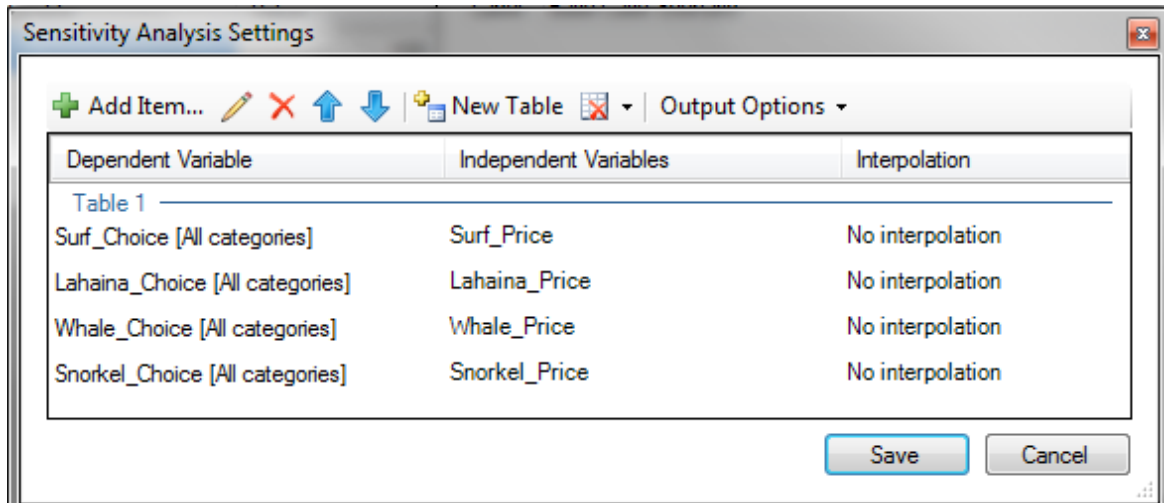 Sensitivity Analysis Settings
Add Item... New Table Output Options
Dependent Variable Independent Variables Interpolation
Table 1
Surf_Choice [All categories] Surf_Price No interpolation
Lahaina_Choice [All categories] Lahaina_Price No interpolation
Whale_Choice [All categories] Whale_Price No interpolation
Snorkel_Choice [All categories] Snorkel_Price No interpolation
Save Cancel